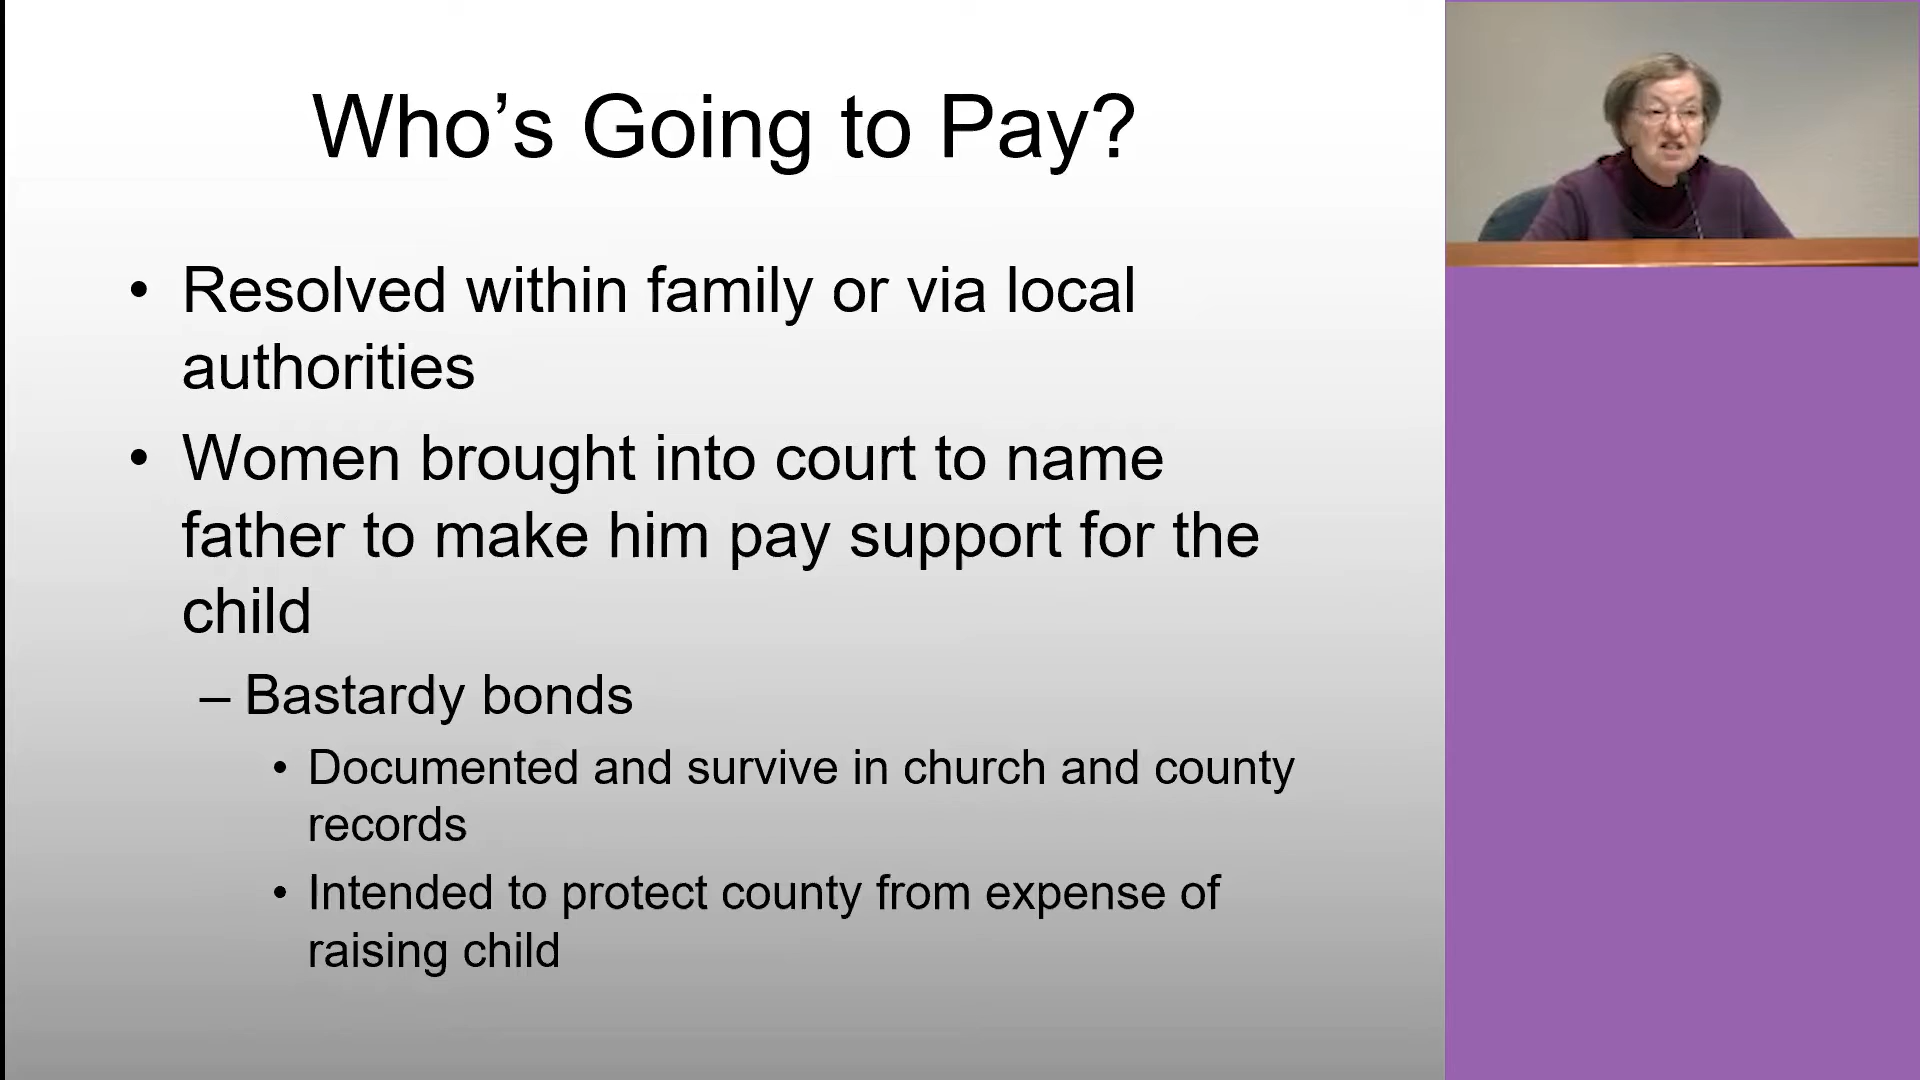 Who’s Going to Pay?
• Resolved within family or via local
authorities
• Women brought into court to name
father to make him pay support for the
child
– Bastardy bonds
• Documented and survive in church and county
records
• Intended to protect county from expense of
raising child